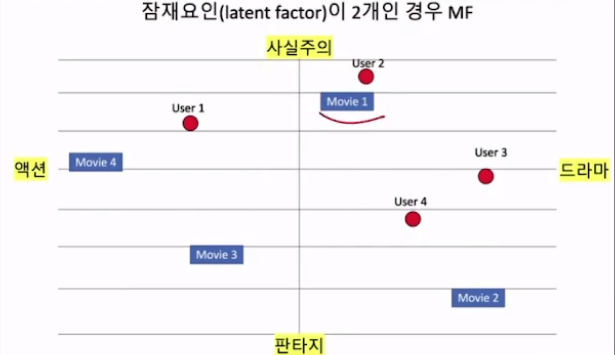 잠재요인(latent factor)이 2개인 경우 MF
사실주의
User 2
Movie 1
User 1
User 3
액션
Movie 4
드라마
User 4
Movie 3
Movie 2
판타지